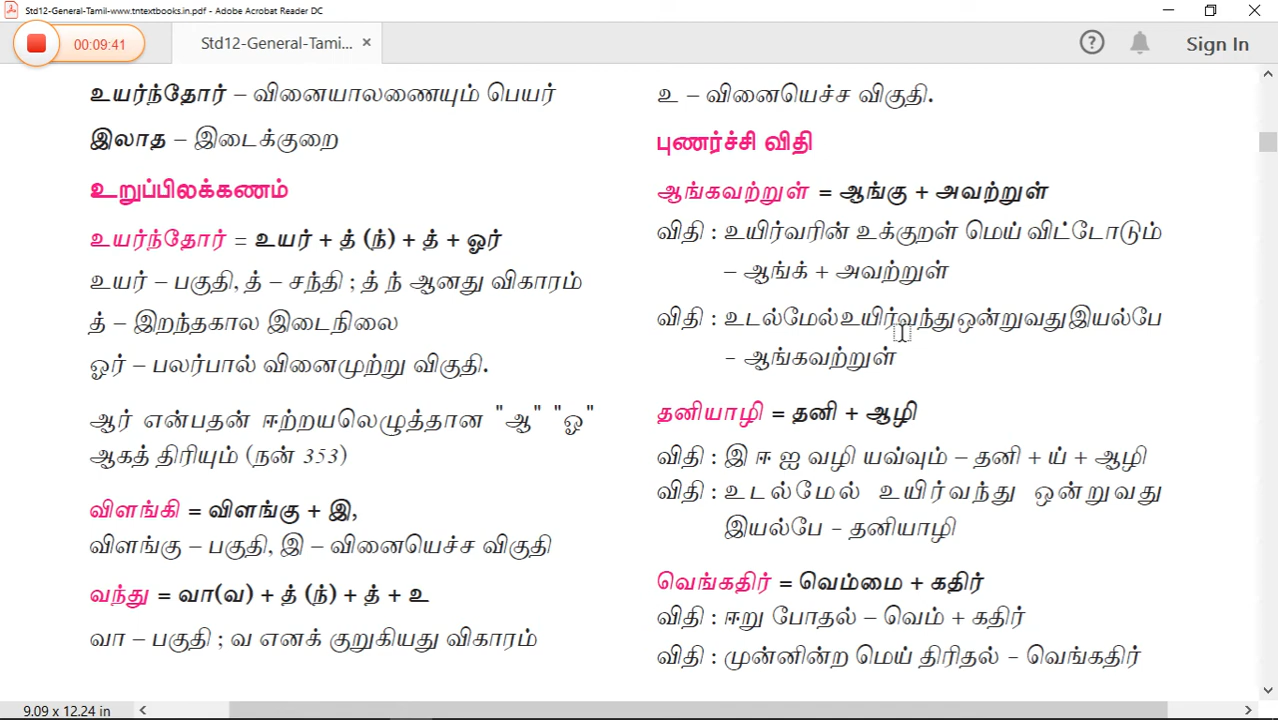 Std12-General-Tamil-www.tntextbooks.in.pdf - Adobe Acrobat Reader DC
00:09:41
Std12-General-Tami...
Sign In
உயர்ந்தோர் – வினையாலணையும் பெயர்
இலாத – இடைக்குறை
உறுப்பிலக்கணம்
உயர்ந்தோர் = உயர் + த் (ந்) + த் + ஓர்
உயர் – பகுதி, த் – சந்தி ; த் ந் ஆனது விகாரம்
த் – இறந்தகால இடைநிலை
ஓர் – பலர்பால் வினைமுற்று விகுதி.
ஆர் என்பதன் ஈற்றயலெழுத்தான "ஆ" "ஓ"
ஆகத் திரியும் (நன் 353)
விளங்கி = விளங்கு + இ,
விளங்கு – பகுதி, இ – வினையெச்ச விகுதி
வந்து = வா(வ) + த் (ந்) + த் + உ
வா – பகுதி ; வ எனக் குறுகியது விகாரம்
உ – வினையெச்ச விகுதி.
புணர்ச்சி விதி
ஆங்கவற்றுள் = ஆங்கு + அவற்றுள்
விதி : உயிர்வரின் உக்குறள் மெய் விட்டோடும்
– ஆங்க் + அவற்றுள்
விதி : உடல்மேல் உயிர்வந்து ஒன்றுவது இயல்பே
- ஆங்கவற்றுள்
தனியாழி = தனி + ஆழி
விதி : இ ஈ ஐ வழி யவ்வும் – தனி + ய் + ஆழி
விதி : உடல்மேல் உயிர்வந்து ஒன்றுவது
இயல்பே - தனியாழி
வெங்கதிர் = வெம்மை + கதிர்
விதி : ஈறு போதல் – வெம் + கதிர்
விதி : முன்னின்ற மெய் திரிதல் - வெங்கதிர்
9.09 x 12.24 in